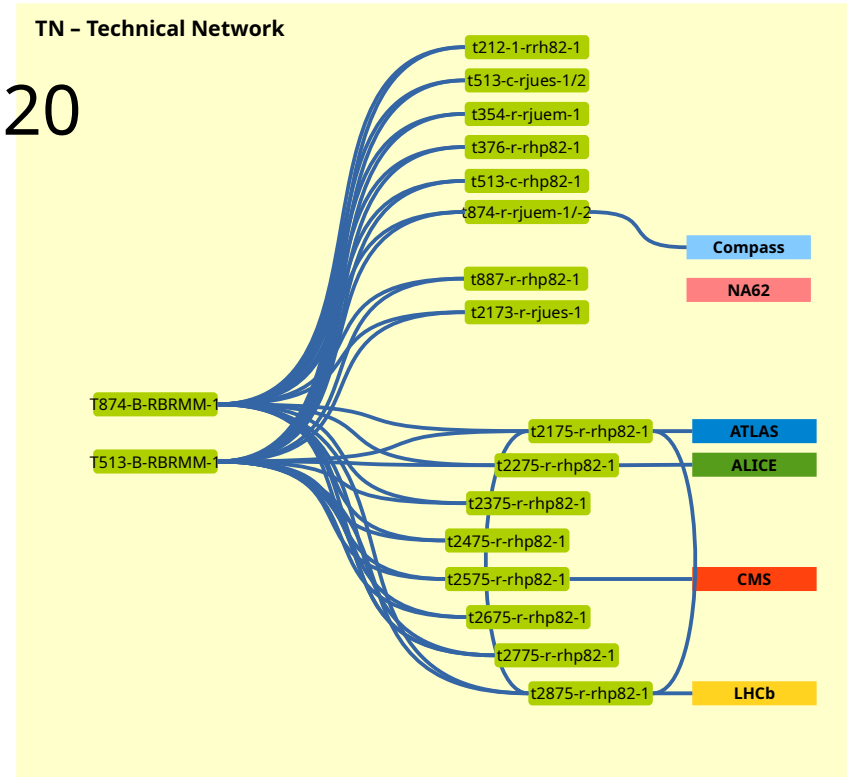 TN – Technical Network
20
t212-1-rrh82-1
t513-c-rjues-1/2
t354-r-rjuem-1
t376-r-rhp82-1
t513-c-rhp82-1
t874-r-rjuem-1/-2
Compass
t887-r-rhp82-1
NA62
t2173-r-rjues-1
T874-B-RBRMM-1
t2175-r-rhp82-1
ATLAS
T513-B-RBRMM-1
t2275-r-rhp82-1
ALICE
t2375-r-rhp82-1
t2475-r-rhp82-1
t2575-r-rhp82-1
CMS
t2675-r-rhp82-1
t2775-r-rhp82-1
t2875-r-rhp82-1
LHCb